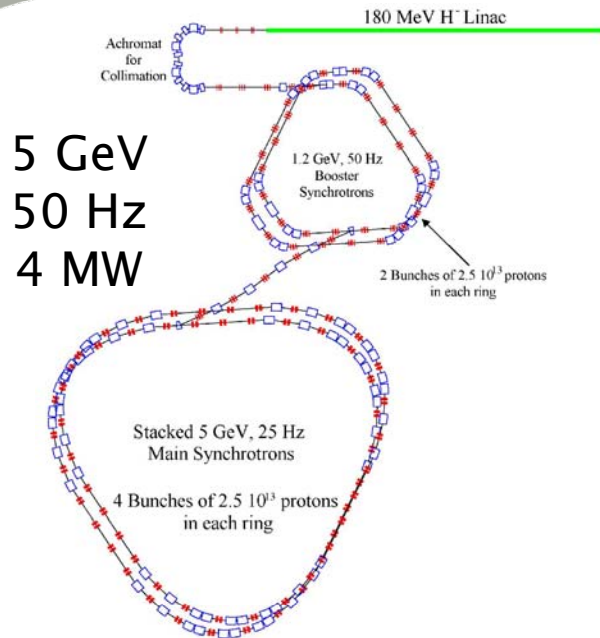 180 MeV H⁻ Linac
Achromat
for
Collimation
5 GeV
50 Hz
4 MW
1.2 GeV, 50 Hz
Booster
Synchrotrons
2 Bunches of 2.5 10¹³ protons
in each ring
Stacked 5 GeV, 25 Hz
Main Synchrotrons
4 Bunches of 2.5 10¹³ protons
in each ring